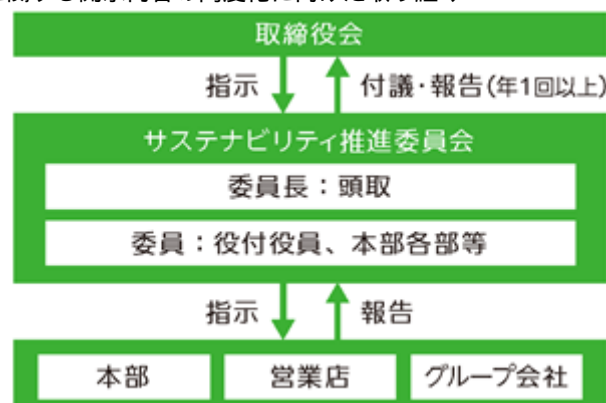 取締役会
指示 付議・報告(年1回以上)
サステナビリティ推進委員会
委員長：頭取
委員：役付役員、本部各部等
指示 報告
本部 営業店 グループ会社